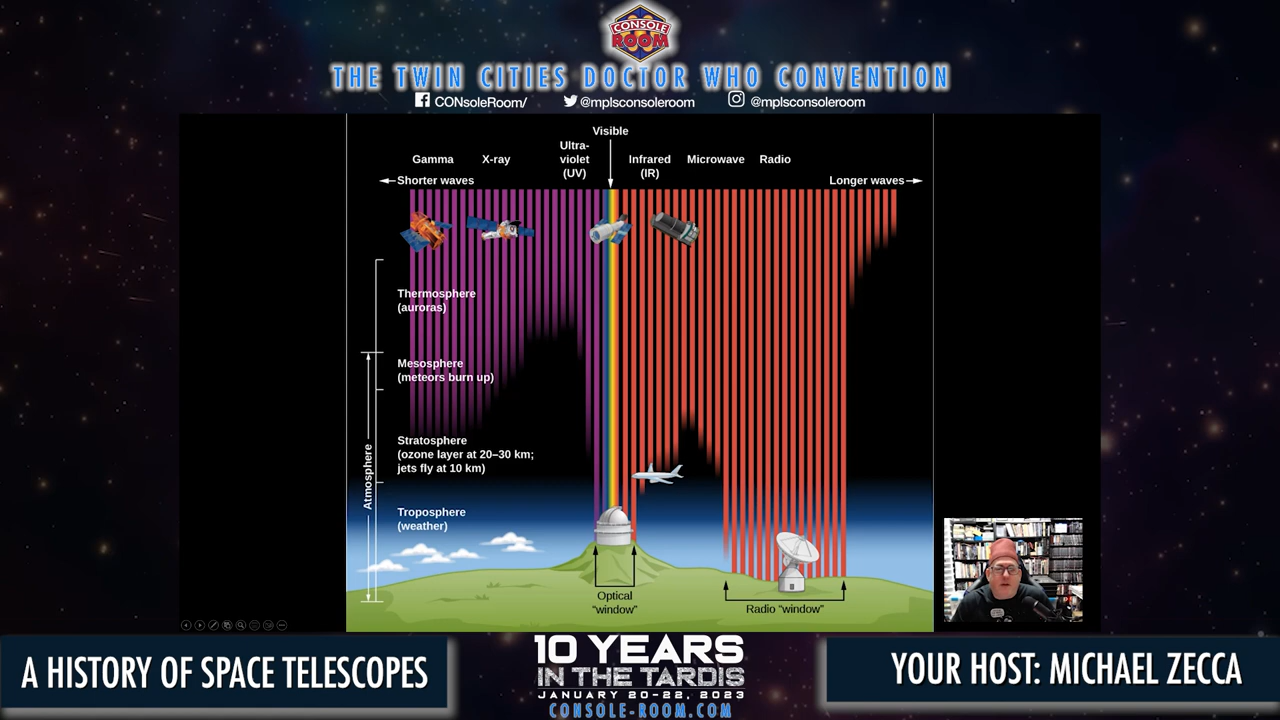 CONSOLE
ROOM
THE TWIN CITIES DOCTOR WHO CONVENTION
CONsoleRoom/ @mplsconsoleroom @mplsconsoleroom
Visible
Gamma X-ray Ultra-violet (UV) Infrared (IR) Microwave Radio
Shorter waves Longer waves
Thermosphere
(auroras)
Mesosphere
(meteors burn up)
Atmosphere
Stratosphere
(ozone layer at 20–30 km;
jets fly at 10 km)
Troposphere
(weather)
Optical
"window"
Radio "window"
A HISTORY OF SPACE TELESCOPES
10 YEARS
IN THE TARDIS
JANUARY 20-22, 2023
CONSOLE-ROOM.COM
YOUR HOST: MICHAEL ZECCA